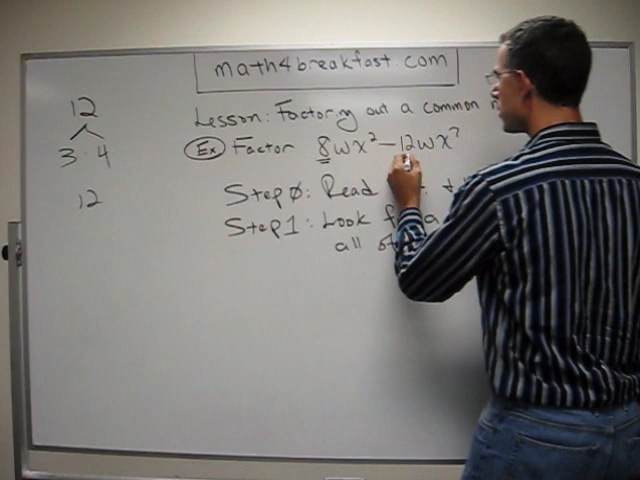 math4breakfast.com
12
3 · 4
12
Lesson: Factoring out a common
Ex Factor 8wx² - 12wx⁷
Step 0: Read
Step 1: Look a
all